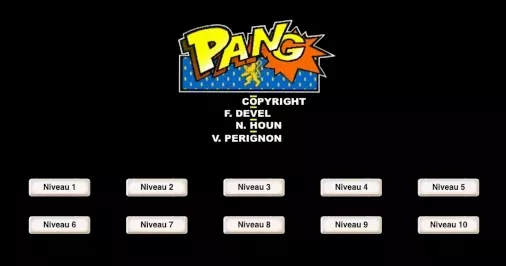 PANG
COPYRIGHT
F. DEVEL
N. HOUN
V. PERIGNON
Niveau 1
Niveau 2
Niveau 3
Niveau 4
Niveau 5
Niveau 6
Niveau 7
Niveau 8
Niveau 9
Niveau 10